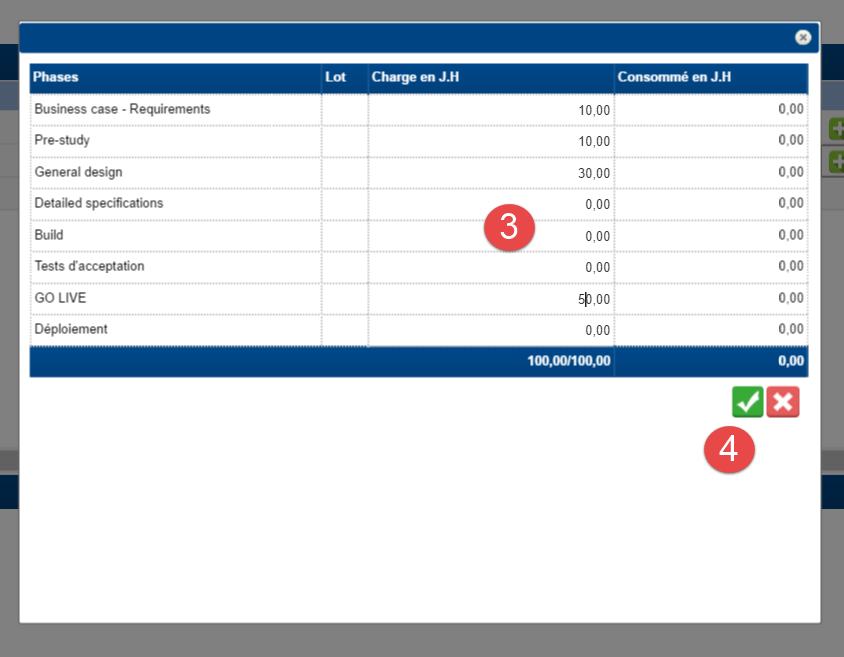 Phases Lot Charge en J.H Consommé en J.H
Business case - Requirements 10,00 0,00
Pre-study 10,00 0,00
General design 30,00 0,00
Detailed specifications 0,00 0,00
Build 0,00 0,00
Tests d'acceptation 0,00 0,00
GO LIVE 50,00 0,00
Déploiement 0,00 0,00
100,00/100,00 0,00
3
4